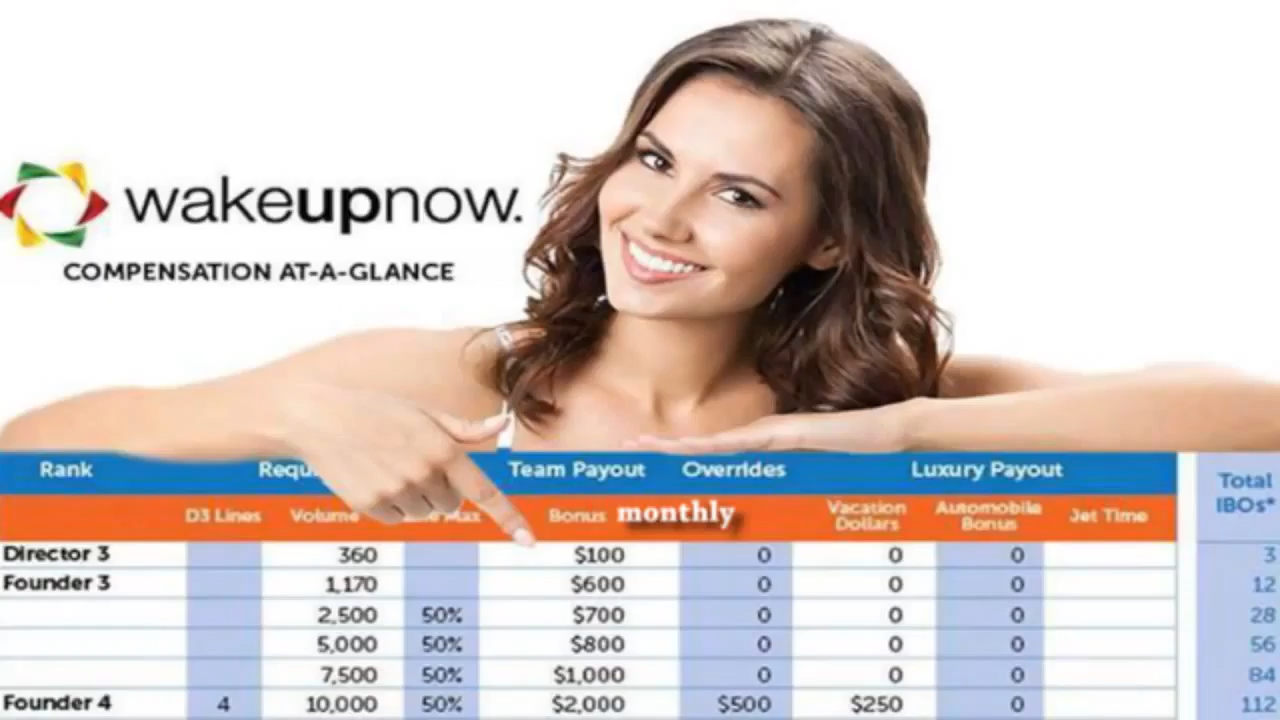 wakeupnow.
COMPENSATION AT-A-GLANCE
Rank Team Payout Overrides Luxury Payout Total IBOs*
D3 Lines Volume Max Bonus monthly Vacation Dollars Automobile Bonus Jet Time
Director 3 360 $100 0 0 0 3
Founder 3 1,170 $600 0 0 0 12
2,500 50% $700 0 0 0 28
5,000 50% $800 0 0 0 56
7,500 50% $1,000 0 0 0 84
Founder 4 4 10,000 50% $2,000 $500 $250 0 112